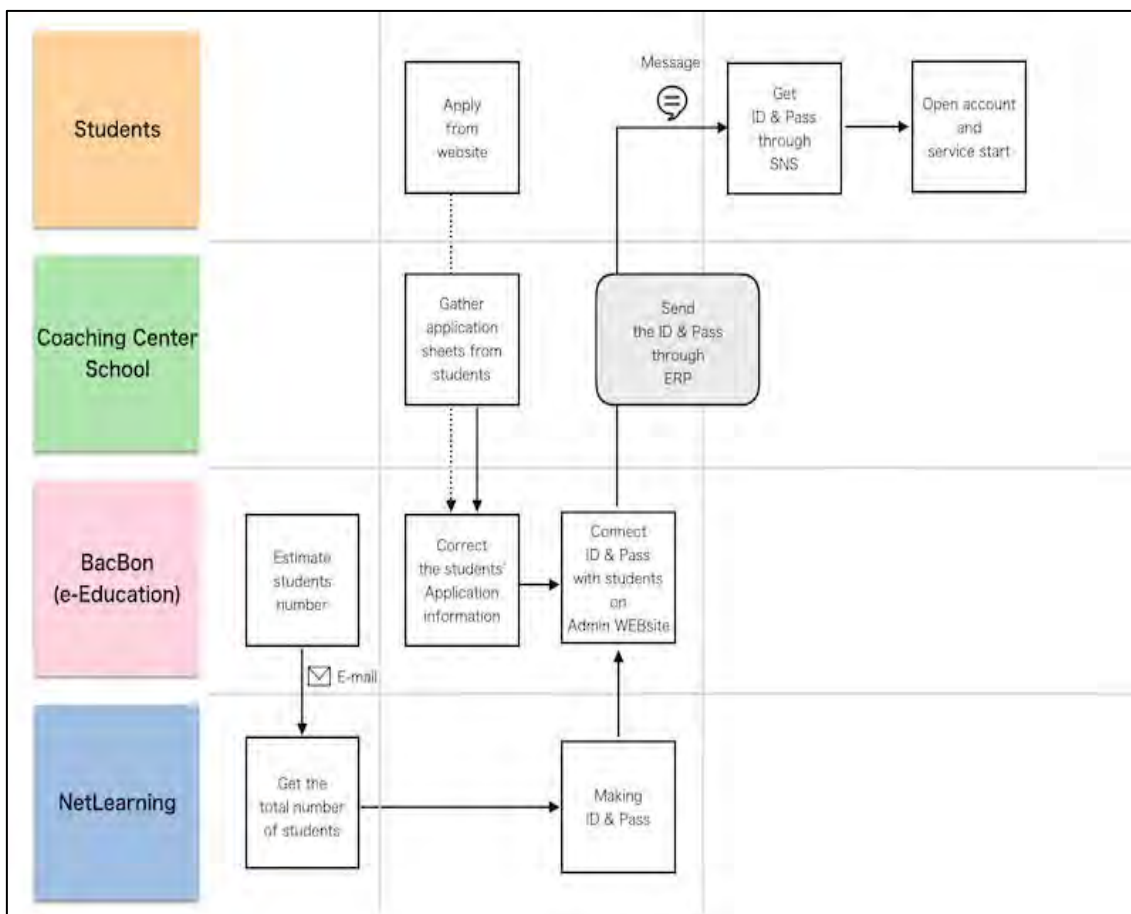 Students
Apply
from
website
Message
Get
ID & Pass
through
SNS
Open account
and
service start
Coaching Center
School
Gather
application
sheets from
students
Send
the ID & Pass
through
ERP
BacBon
(e-Education)
Estimate
students
number
Correct
the students'
Application
information
Connect
ID & Pass
with students
on
Admin WEBsite
E-mail
NetLearning
Get the
total number
of students
Making
ID & Pass